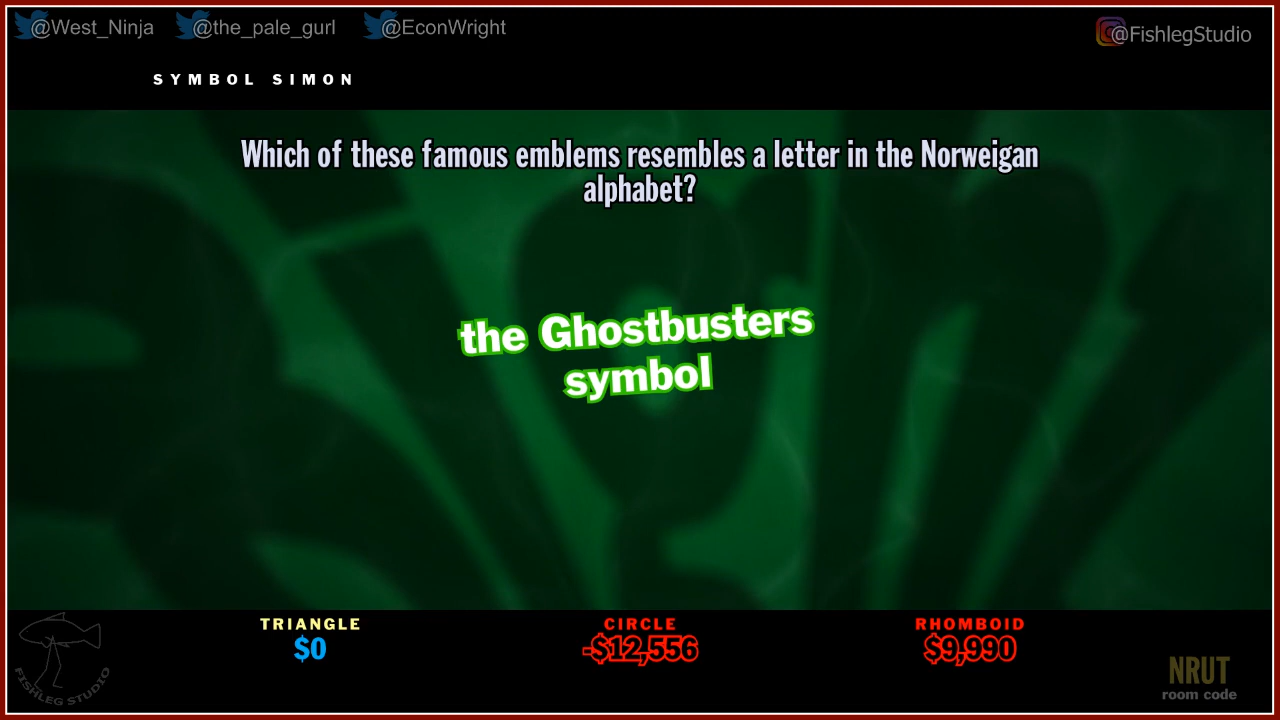 @West_Ninja @the_pale_gurl @EconWright @FishlegStudio
SYMBOL SIMON
Which of these famous emblems resembles a letter in the Norweigan
alphabet?
the Ghostbusters
symbol
TRIANGLE CIRCLE RHOMBOID
$0 -$12,556 $9,990
FISHLEG STUDIO
NRUT
room code